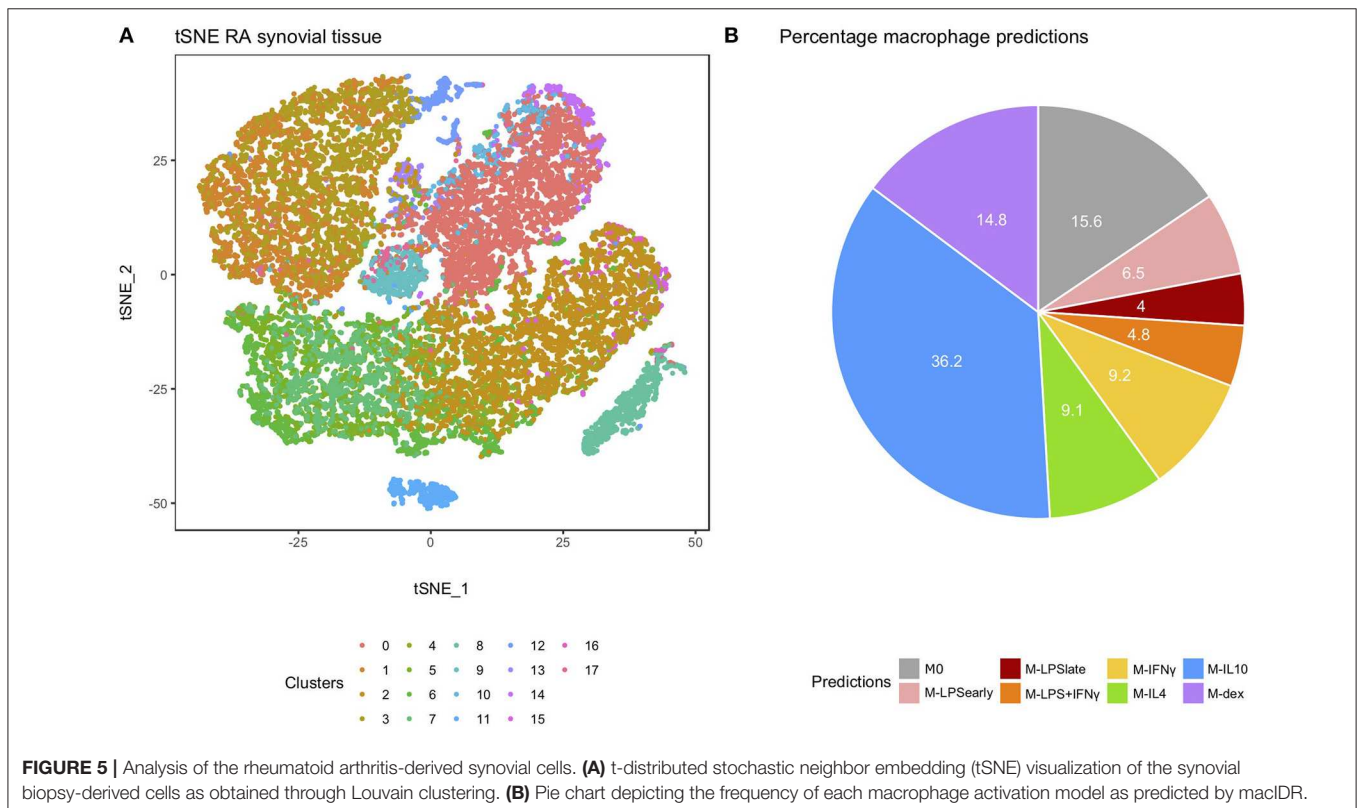 A tSNE RA synovial tissue
25
0
-25
-50
tSNE_2
-25 0 25 50
tSNE_1
Clusters
0 4 8 12 16
1 5 9 13 17
2 6 10 14
3 7 11 15
B Percentage macrophage predictions
15.6
6.5
4
4.8
9.2
9.1
36.2
14.8
Predictions
M0 M-LPSlate M-IFNγ M-IL10
M-LPSearly M-LPS+IFNγ M-IL4 M-dex
FIGURE 5 | Analysis of the rheumatoid arthritis-derived synovial cells. (A) t-distributed stochastic neighbor embedding (tSNE) visualization of the synovial
biopsy-derived cells as obtained through Louvain clustering. (B) Pie chart depicting the frequency of each macrophage activation model as predicted by macIDR.